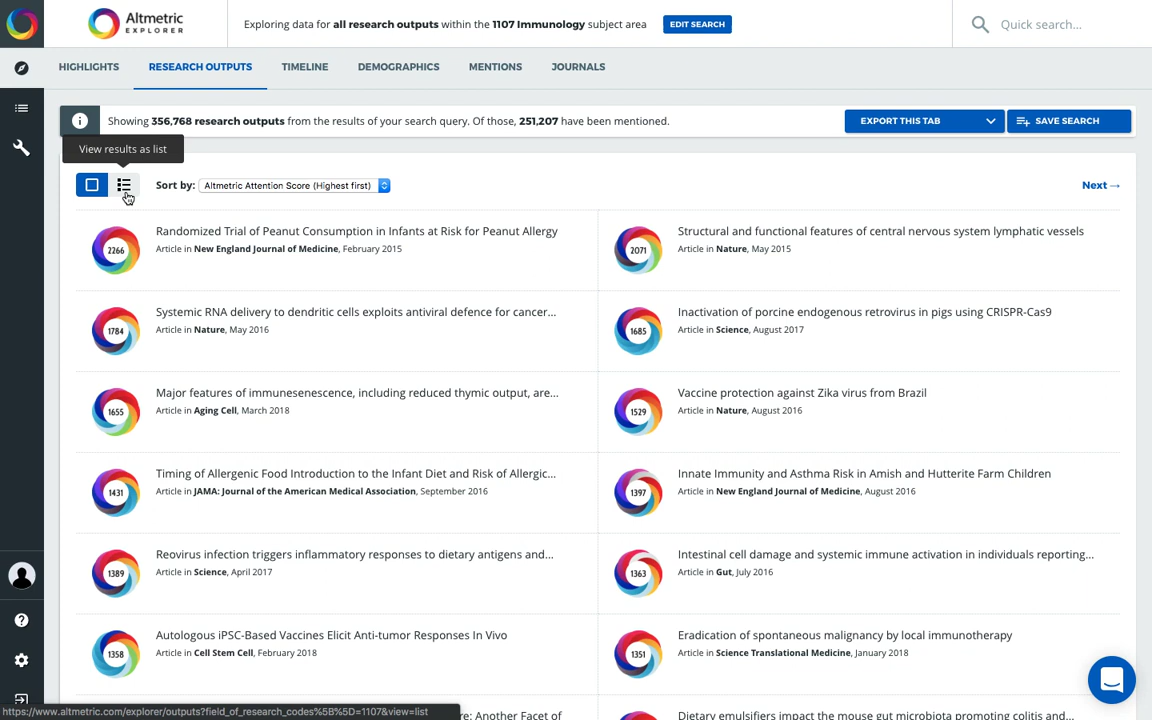 Altmetric
EXPLORER
Exploring data for all research outputs within the 1107 Immunology subject area
EDIT SEARCH
Quick search...
HIGHLIGHTS
RESEARCH OUTPUTS
TIMELINE
DEMOGRAPHICS
MENTIONS
JOURNALS
Showing 356,768 research outputs from the results of your search query. Of those, 251,207 have been mentioned.
EXPORT THIS TAB
SAVE SEARCH
View results as list
Sort by: Altmetric Attention Score (Highest first)
Next →
2266
Randomized Trial of Peanut Consumption in Infants at Risk for Peanut Allergy
Article in New England Journal of Medicine, February 2015
2071
Structural and functional features of central nervous system lymphatic vessels
Article in Nature, May 2015
1784
Systemic RNA delivery to dendritic cells exploits antiviral defence for cancer...
Article in Nature, May 2016
1685
Inactivation of porcine endogenous retrovirus in pigs using CRISPR-Cas9
Article in Science, August 2017
1655
Major features of immunesenescence, including reduced thymic output, are...
Article in Aging Cell, March 2018
1529
Vaccine protection against Zika virus from Brazil
Article in Nature, August 2016
1431
Timing of Allergenic Food Introduction to the Infant Diet and Risk of Allergic...
Article in JAMA: Journal of the American Medical Association, September 2016
1397
Innate Immunity and Asthma Risk in Amish and Hutterite Farm Children
Article in New England Journal of Medicine, August 2016
1389
Reovirus infection triggers inflammatory responses to dietary antigens and...
Article in Science, April 2017
1363
Intestinal cell damage and systemic immune activation in individuals reporting...
Article in Gut, July 2016
1358
Autologous iPSC-Based Vaccines Elicit Anti-tumor Responses In Vivo
Article in Cell Stem Cell, February 2018
1351
Eradication of spontaneous malignancy by local immunotherapy
Article in Science Translational Medicine, January 2018
https://www.altmetric.com/explorer/outputs?field_of_research_codes%5B%5D=1107&view=list
re: Another Facet of
Dietary emulsifiers impact the mouse gut microbiota promoting colitis and...